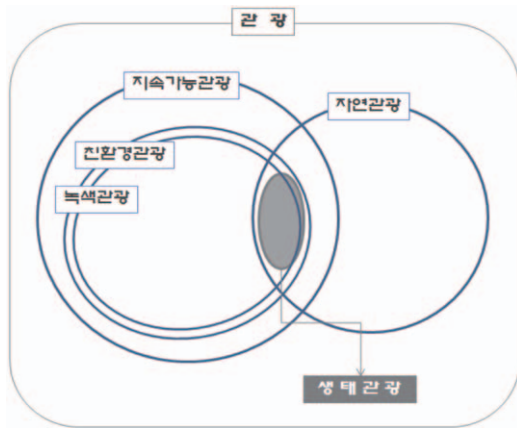 관 광
지속가능관광
자연관광
친환경관광
녹색관광
생 태 관 광